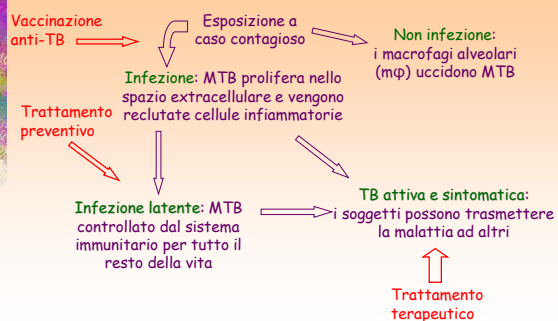 Vaccinazione
anti-TB
Esposizione a
caso contagioso
Non infezione:
i macrofagi alveolari
(mφ) uccidono MTB
Infezione: MTB prolifera nello
spazio extracellulare e vengono
reclutate cellule infiammatorie
Trattamento
preventivo
Infezione latente: MTB
controllato dal sistema
immunitario per tutto il
resto della vita
TB attiva e sintomatica:
i soggetti possono trasmettere
la malattia ad altri
Trattamento
terapeutico